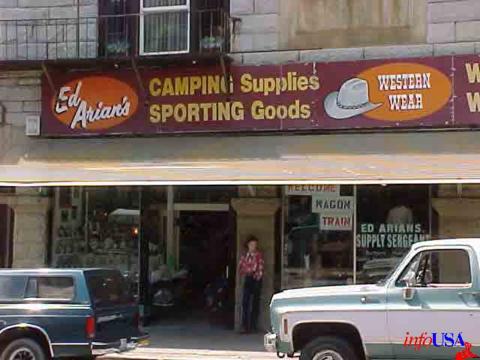 Ed
Arian's
CAMPING Supplies
SPORTING Goods
WESTERN
WEAR
W
W
WELCOME
WAGON
TRAIN
ED ARIANS
SUPPLY SERGEANT
infoUSA